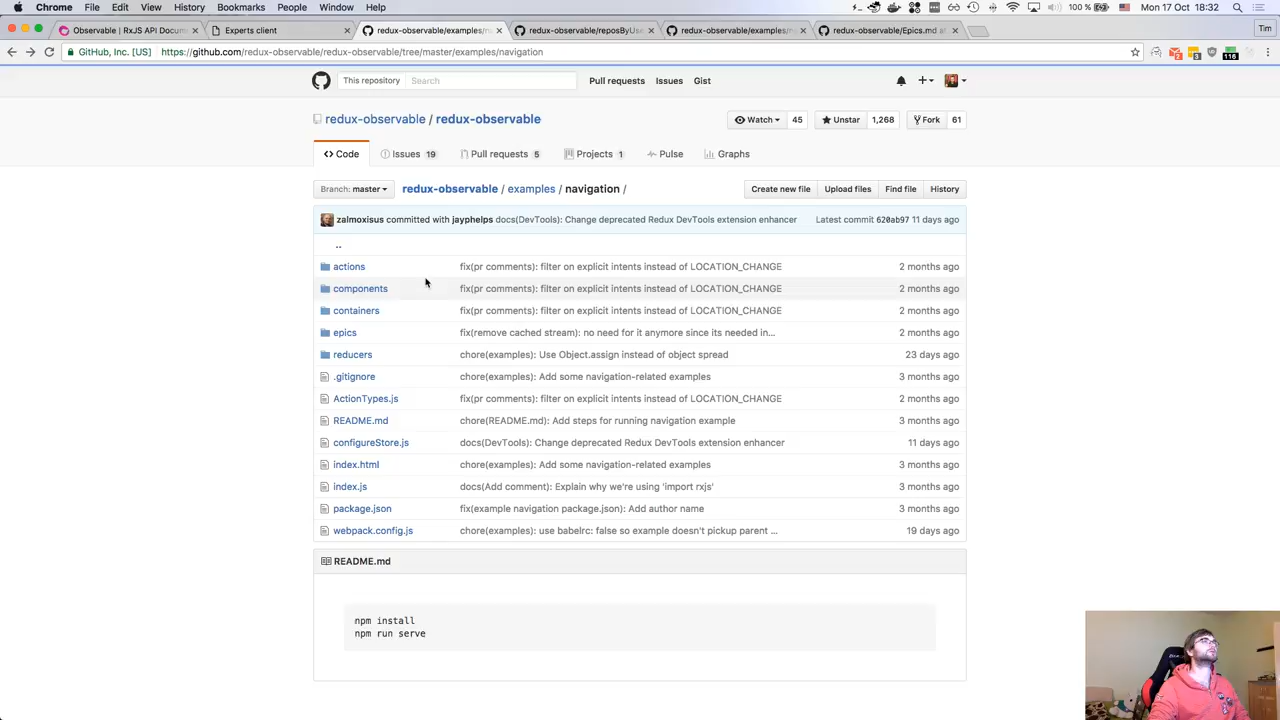 Chrome File Edit View History Bookmarks People Window Help 100 % Mon 17 Oct 18:32
Observable | RxJS API Docum
Experts client
redux-observable/examples/n
redux-observable/reposByUse
redux-observable/examples/n
redux-observable/Epics.md at
Tim
GitHub, Inc. [US] https://github.com/redux-observable/redux-observable/tree/master/examples/navigation
This repository Search Pull requests Issues Gist
redux-observable / redux-observable
Watch 45 Unstar 1,268 Fork 61
Code Issues 19 Pull requests 5 Projects 1 Pulse Graphs
Branch: master redux-observable / examples / navigation / Create new file Upload files Find file History
zalmoxisus committed with jayphelps docs(DevTools): Change deprecated Redux DevTools extension enhancer Latest commit 620ab97 11 days ago
..
actions fix(pr comments): filter on explicit intents instead of LOCATION_CHANGE 2 months ago
components fix(pr comments): filter on explicit intents instead of LOCATION_CHANGE 2 months ago
containers fix(pr comments): filter on explicit intents instead of LOCATION_CHANGE 2 months ago
epics fix(remove cached stream): no need for it anymore since its needed in... 2 months ago
reducers chore(examples): Use Object.assign instead of object spread 23 days ago
.gitignore chore(examples): Add some navigation-related examples 3 months ago
ActionTypes.js fix(pr comments): filter on explicit intents instead of LOCATION_CHANGE 2 months ago
README.md chore(README.md): Add steps for running navigation example 3 months ago
configureStore.js docs(DevTools): Change deprecated Redux DevTools extension enhancer 11 days ago
index.html chore(examples): Add some navigation-related examples 3 months ago
index.js docs(Add comment): Explain why we're using 'import rxjs' 3 months ago
package.json fix(example navigation package.json): Add author name 3 months ago
webpack.config.js chore(examples): use babelrc: false so example doesn't pickup parent ... 19 days ago
README.md
npm install
npm run serve